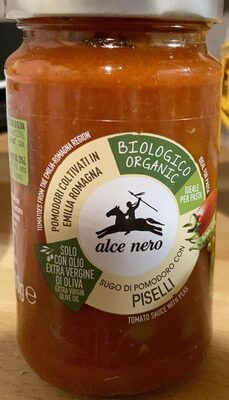 BIOLOGICO
ORGANIC
POMODORI COLTIVATI IN
EMILIA ROMAGNA
TOMATOES FROM THE EMILIA-ROMAGNA REGION
IDEALE
PER PASTA
alce nero
SOLO
CON OLIO
EXTRA VERGINE
DI OLIVA
EXTRA VIRGIN
OLIVE OIL
SUGO DI POMODORO CON
PISELLI
TOMATO SAUCE WITH PEAS